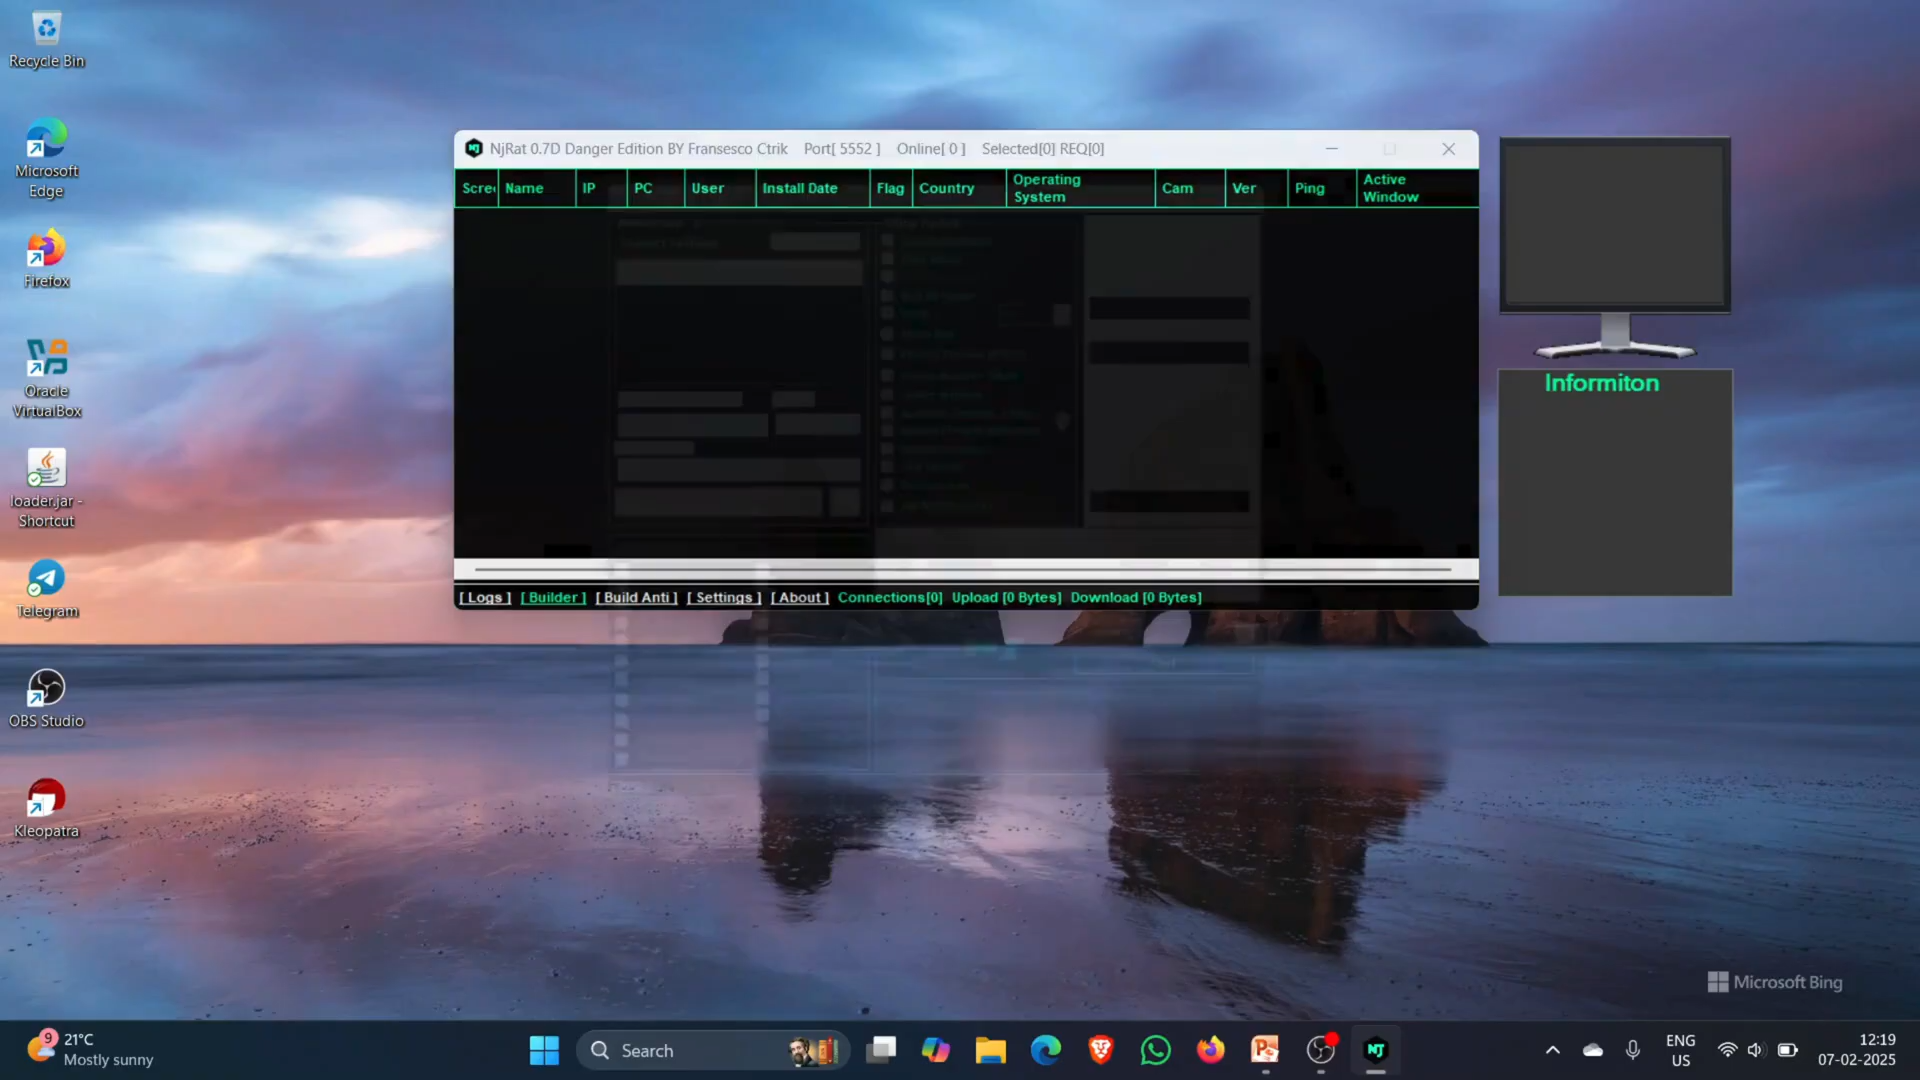 Recycle Bin
Microsoft
Edge
Firefox
Oracle
VirtualBox
loader.jar -
Shortcut
Telegram
OBS Studio
Kleopatra
NjRat 0.7D Danger Edition BY Fransesco Ctrik Port[ 5552 ] Online[ 0 ] Selected[0] REQ[0]
Scree Name IP PC User Install Date Flag Country Operating System Cam Ver Ping Active Window
[ Logs ] [ Builder ] [ Build Anti ] [ Settings ] [ About ] Connections[0] Upload [0 Bytes] Download [0 Bytes]
Informiton
Microsoft Bing
9
21°C
Mostly sunny
Search
ENG
US
12:19
07-02-2025